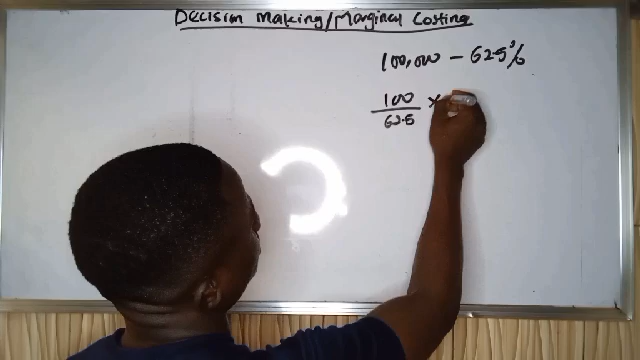 Decision Making/Marginal Costing
100,000 - 62.5%
100
62.5
×